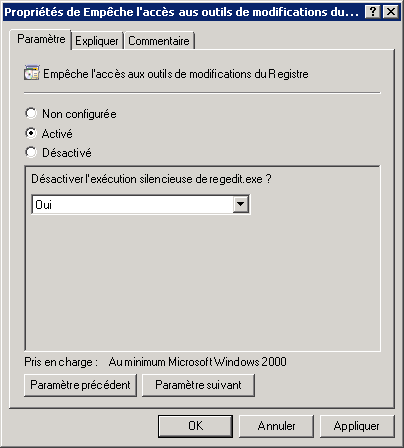 Propriétés de Empêche l'accès aus outils de modifications du...
Paramètre
Expliquer
Commentaire
Empêche l'accès aux outils de modifications du Registre
Non configurée
Activé
Désactivé
Désactiver l'exécution silencieuse de regedit.exe ?
Oui
Pris en charge : Au minimum Microsoft Windows 2000
Paramètre précédent
Paramètre suivant
OK
Annuler
Appliquer